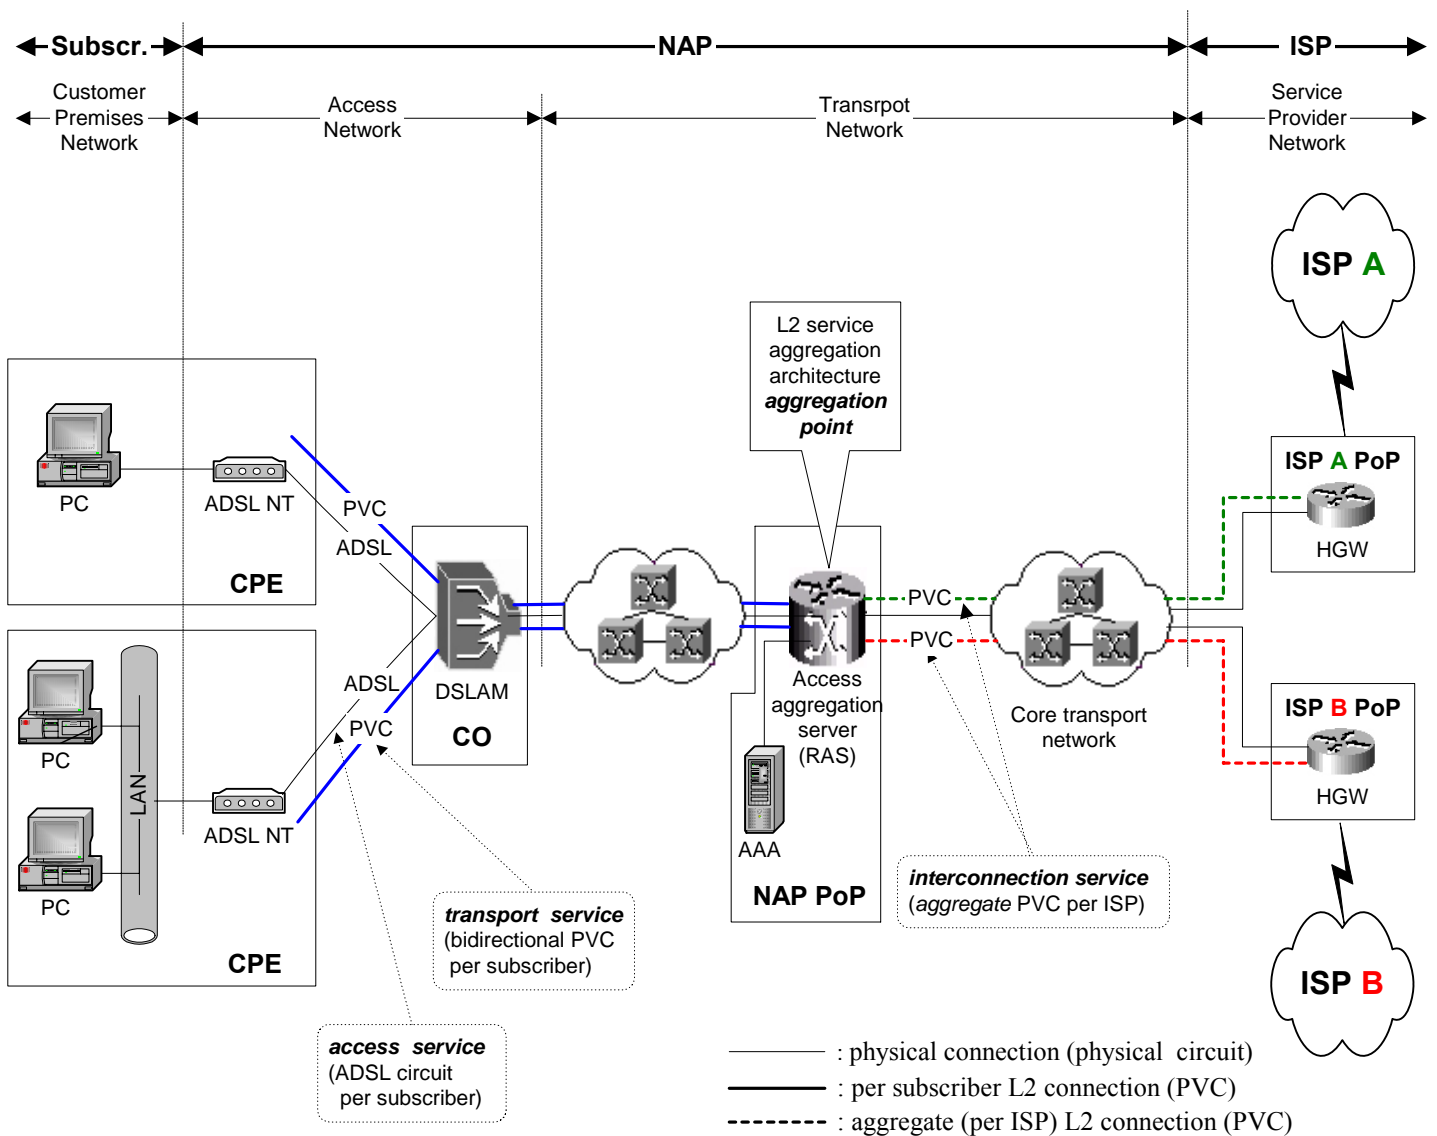 Subscr.
NAP
ISP
Customer
Premises
Network
Access
Network
Transrpot
Network
Service
Provider
Network
ISP A
L2 service
aggregation
architecture
aggregation
point
PC
ADSL NT
CPE
PVC
ADSL
ISP A PoP
HGW
PC
PC
LAN
ADSL NT
CPE
ADSL
PVC
DSLAM
CO
Access
aggregation
server
(RAS)
AAA
NAP PoP
PVC
PVC
Core transport
network
ISP B PoP
HGW
ISP B
interconnection service
(aggregate PVC per ISP)
transport service
(bidirectional PVC
per subscriber)
access service
(ADSL circuit
per subscriber)
: physical connection (physical circuit)
: per subscriber L2 connection (PVC)
: aggregate (per ISP) L2 connection (PVC)